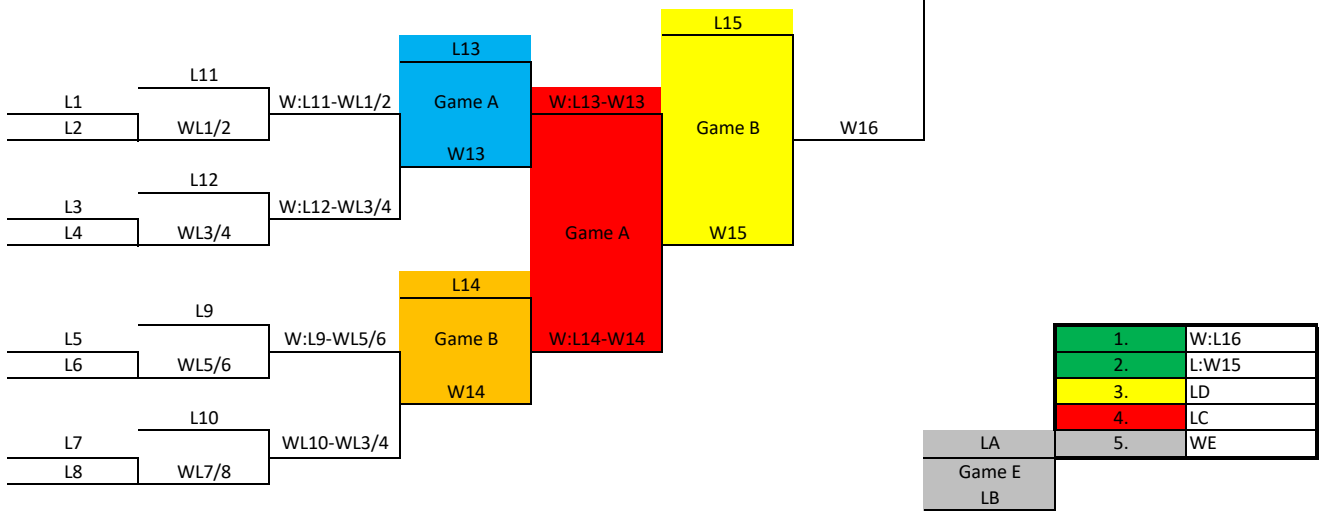 L15
L13
L11
L1
W:L11-WL1/2
Game A
W:L13-W13
L2
WL1/2
Game B
W16
W13
L12
L3
W:L12-WL3/4
L4
WL3/4
Game A
W15
L14
L9
L5
W:L9-WL5/6
Game B
W:L14-W14
1.
W:L16
L6
WL5/6
2.
L:W15
W14
3.
LD
L10
4.
LC
L7
WL10-WL3/4
LA
5.
WE
L8
WL7/8
Game E
LB